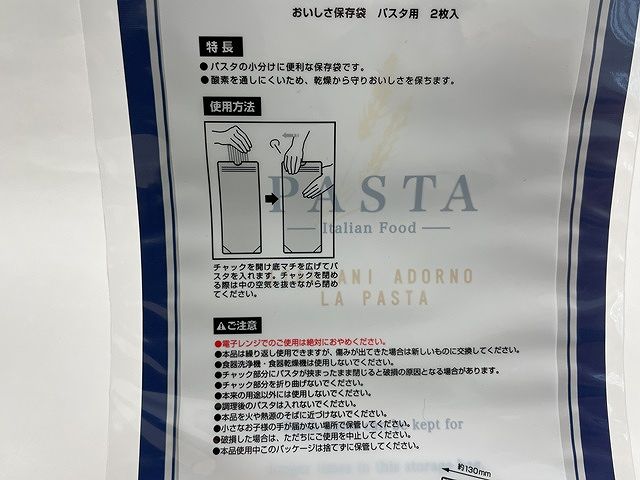 おいしさ保存袋 パスタ用 2枚入
特長
●パスタの小分けに便利な保存袋です。
●酸素を通しにくいため、乾燥から守りおいしさを保ちます。
使用方法
PASTA
Italian Food
ANI ADORNO
LA PASTA
チャックを開け底マチを広げてパ
スタを入れます。チャックを閉め
る際は中の空気を抜きながら閉め
てください。
⚠ご注意
●電子レンジでのご使用は絶対におやめください。
●本品は繰り返し使用できますが、傷みが出てきた場合は新しいものに交換してください。
●食器洗浄機・食器乾燥機は使用しないでください。
●チャック部分にパスタが挟まったまま閉じると破損の原因となる場合があります。
●チャック部分を折り曲げないでください。
●本来の用途以外には使用しないでください。
●調理後のパスタは入れないでください。
●本品を火や熱源のそばに近づけないでください。
●小さなお子様の手が届かない場所で保管してください。
kept for
●破損した場合は、ただちにご使用を中止してください。
●本品使用中このパッケージは捨てずに保管してください。
in this storage
約130mm